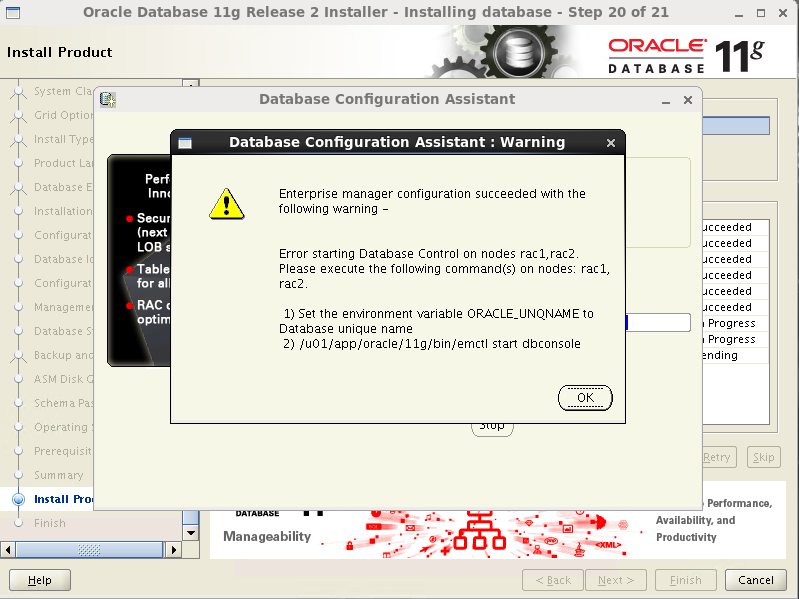 Oracle Database 11g Release 2 Installer - Installing database - Step 20 of 21
Install Product
ORACLE
DATABASE
11g
System Cla
Grid Option
Install Type
Product La
Database E
Installation
Configurat
Database Id
Configurat
Manageme
Database S
Backup and
ASM Disk G
Schema Pas
Operating S
Prerequisit
Summary
Install Pro
Finish
Database Configuration Assistant
Perf
Inno
Secur
(next
LOB s
Table
for all
RAC o
optim
Database Configuration Assistant : Warning
Enterprise manager configuration succeeded with the
following warning -
Error starting Database Control on nodes rac1,rac2.
Please execute the following command(s) on nodes: rac1,
rac2.
1) Set the environment variable ORACLE_UNQNAME to
Database unique name
2) /u01/app/oracle/11g/bin/emctl start dbconsole
OK
Stop
ucceeded
ucceeded
ucceeded
ucceeded
ucceeded
ucceeded
n Progress
n Progress
ending
Retry
Skip
DATABASE
Manageability
<XML>
Performance,
Availability, and
Productivity
Help
< Back
Next >
Finish
Cancel